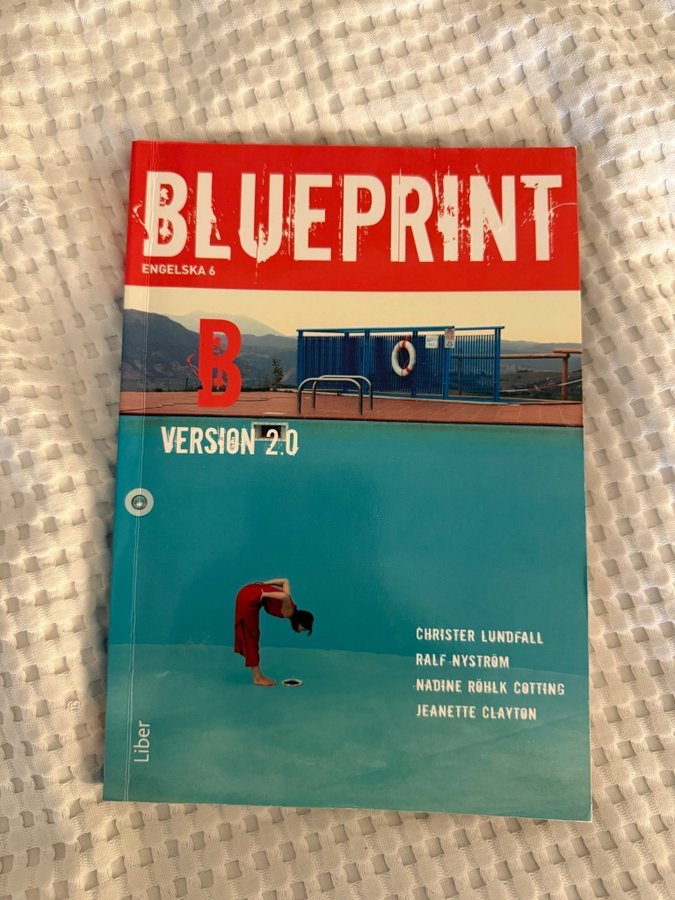 BLUEPRINT
ENGELSKA 6
B
VERSION 2.0
CHRISTER LUNDFALL
RALF NYSTRÖM
NADINE RÖHLK COTTING
JEANETTE CLAYTON
Liber